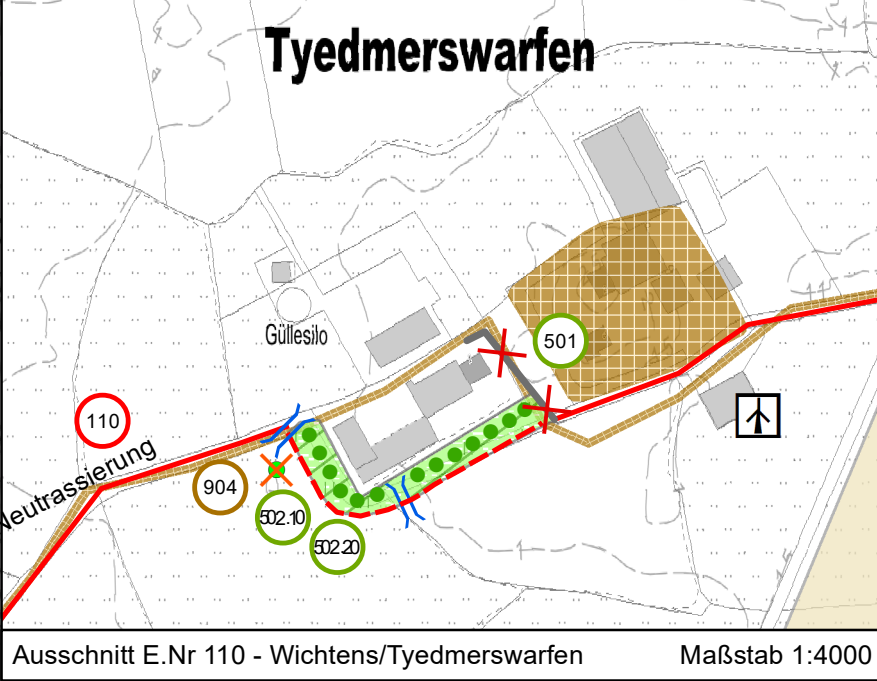 Tyedmerswarfen
501
Güllesilo
110
Neutrassierung
904
502.10
502.20
Ausschnitt E.Nr 110 - Wichtens/Tyedmerswarfen Maßstab 1:4000